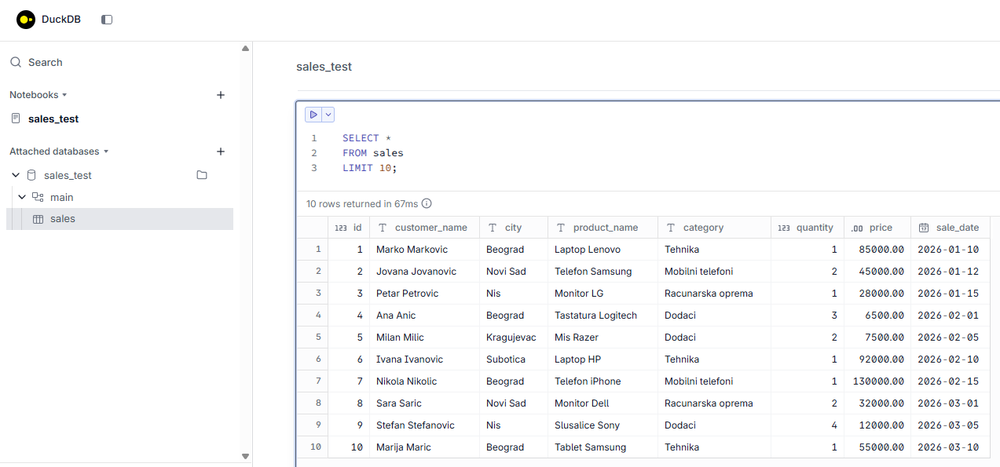 DuckDB
Search
Notebooks
sales_test
Attached databases
sales_test
main
sales
sales_test
1 SELECT *
2 FROM sales
3 LIMIT 10;
10 rows returned in 67ms
123 id T customer_name T city T product_name T category 123 quantity .00 price sale_date
1 1 Marko Markovic Beograd Laptop Lenovo Tehnika 1 85000.00 2026-01-10
2 2 Jovana Jovanovic Novi Sad Telefon Samsung Mobilni telefoni 2 45000.00 2026-01-12
3 3 Petar Petrovic Nis Monitor LG Racunarska oprema 1 28000.00 2026-01-15
4 4 Ana Anic Beograd Tastatura Logitech Dodaci 3 6500.00 2026-02-01
5 5 Milan Milic Kragujevac Mis Razer Dodaci 2 7500.00 2026-02-05
6 6 Ivana Ivanovic Subotica Laptop HP Tehnika 1 92000.00 2026-02-10
7 7 Nikola Nikolic Beograd Telefon iPhone Mobilni telefoni 1 130000.00 2026-02-15
8 8 Sara Saric Novi Sad Monitor Dell Racunarska oprema 2 32000.00 2026-03-01
9 9 Stefan Stefanovic Nis Slusalice Sony Dodaci 4 12000.00 2026-03-05
10 10 Marija Maric Beograd Tablet Samsung Tehnika 1 55000.00 2026-03-10